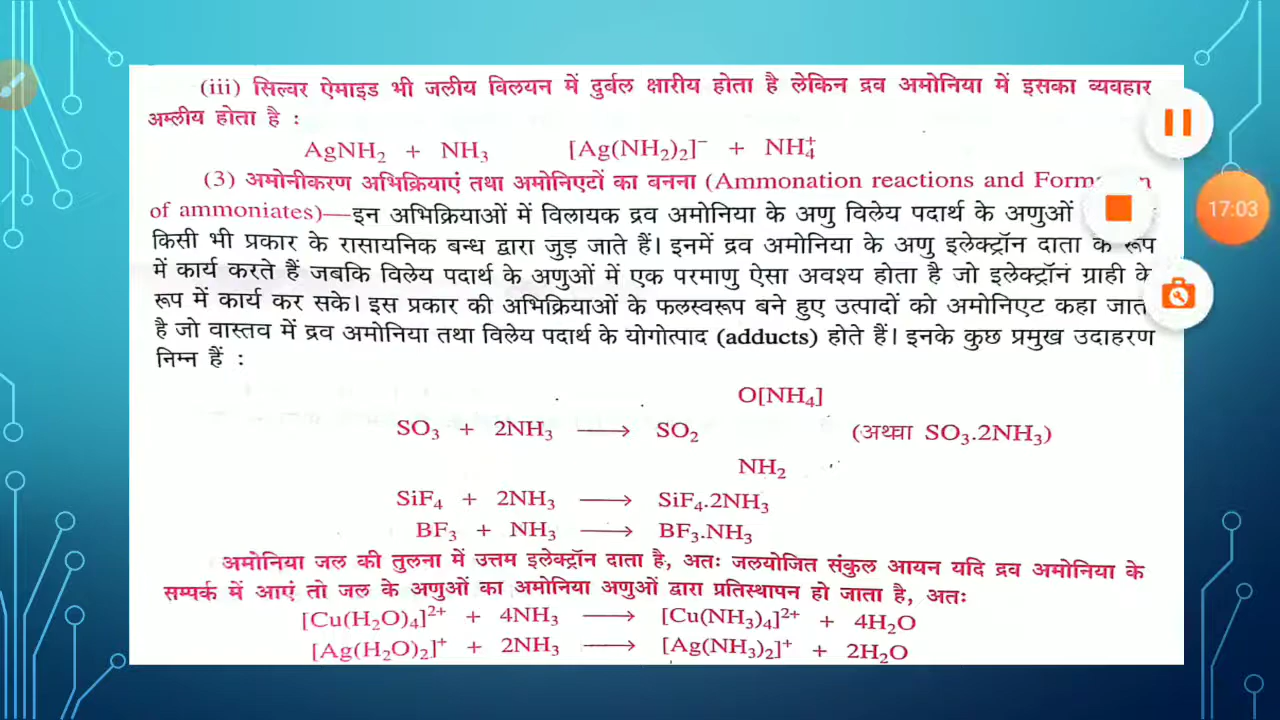 (iii) सिल्वर ऐमाइड भी जलीय विलयन में दुर्बल क्षारीय होता है लेकिन द्रव अमोनिया में इसका व्यवहार
अम्लीय होता है :
AgNH₂ + NH₃ [Ag(NH₂)₂]⁻ + NH₄⁺
(3) अमोनीकरण अभिक्रियाएं तथा अमोनिएटों का बनना (Ammonation reactions and
of ammoniates)—इन अभिक्रियाओं में विलायक द्रव अमोनिया के अणु विलेय पदार्थ के अणुओं
किसी भी प्रकार के रासायनिक बन्ध द्वारा जुड़ जाते हैं। इनमें द्रव अमोनिया के अणु इलेक्ट्रॉन दाता के रूप
में कार्य करते हैं जबकि विलेय पदार्थ के अणुओं में एक परमाणु ऐसा अवश्य होता है जो इलेक्ट्रॉन ग्राही के
रूप में कार्य कर सके। इस प्रकार की अभिक्रियाओं के फलस्वरूप बने हुए उत्पादों को अमोनिएट कहा जात
है जो वास्तव में द्रव अमोनिया तथा विलेय पदार्थ के योगोत्पाद (adducts) होते हैं। इनके कुछ प्रमुख उदाहरण
निम्न हैं :
O[NH₄]
SO₃ + 2NH₃ ⟶ SO₂ (अथवा SO₃.2NH₃)
NH₂
SiF₄ + 2NH₃ ⟶ SiF₄.2NH₃
BF₃ + NH₃ ⟶ BF₃.NH₃
अमोनिया जल की तुलना में उत्तम इलेक्ट्रॉन दाता है, अतः जलयोजित संकुल आयन यदि द्रव अमोनिया के
सम्पर्क में आएं तो जल के अणुओं का अमोनिया अणुओं द्वारा प्रतिस्थापन हो जाता है, अतः
[Cu(H₂O)₄]²⁺ + 4NH₃ ⟶ [Cu(NH₃)₄]²⁺ + 4H₂O
[Ag(H₂O)₂]⁺ + 2NH₃ ⟶ [Ag(NH₃)₂]⁺ + 2H₂O
17:03